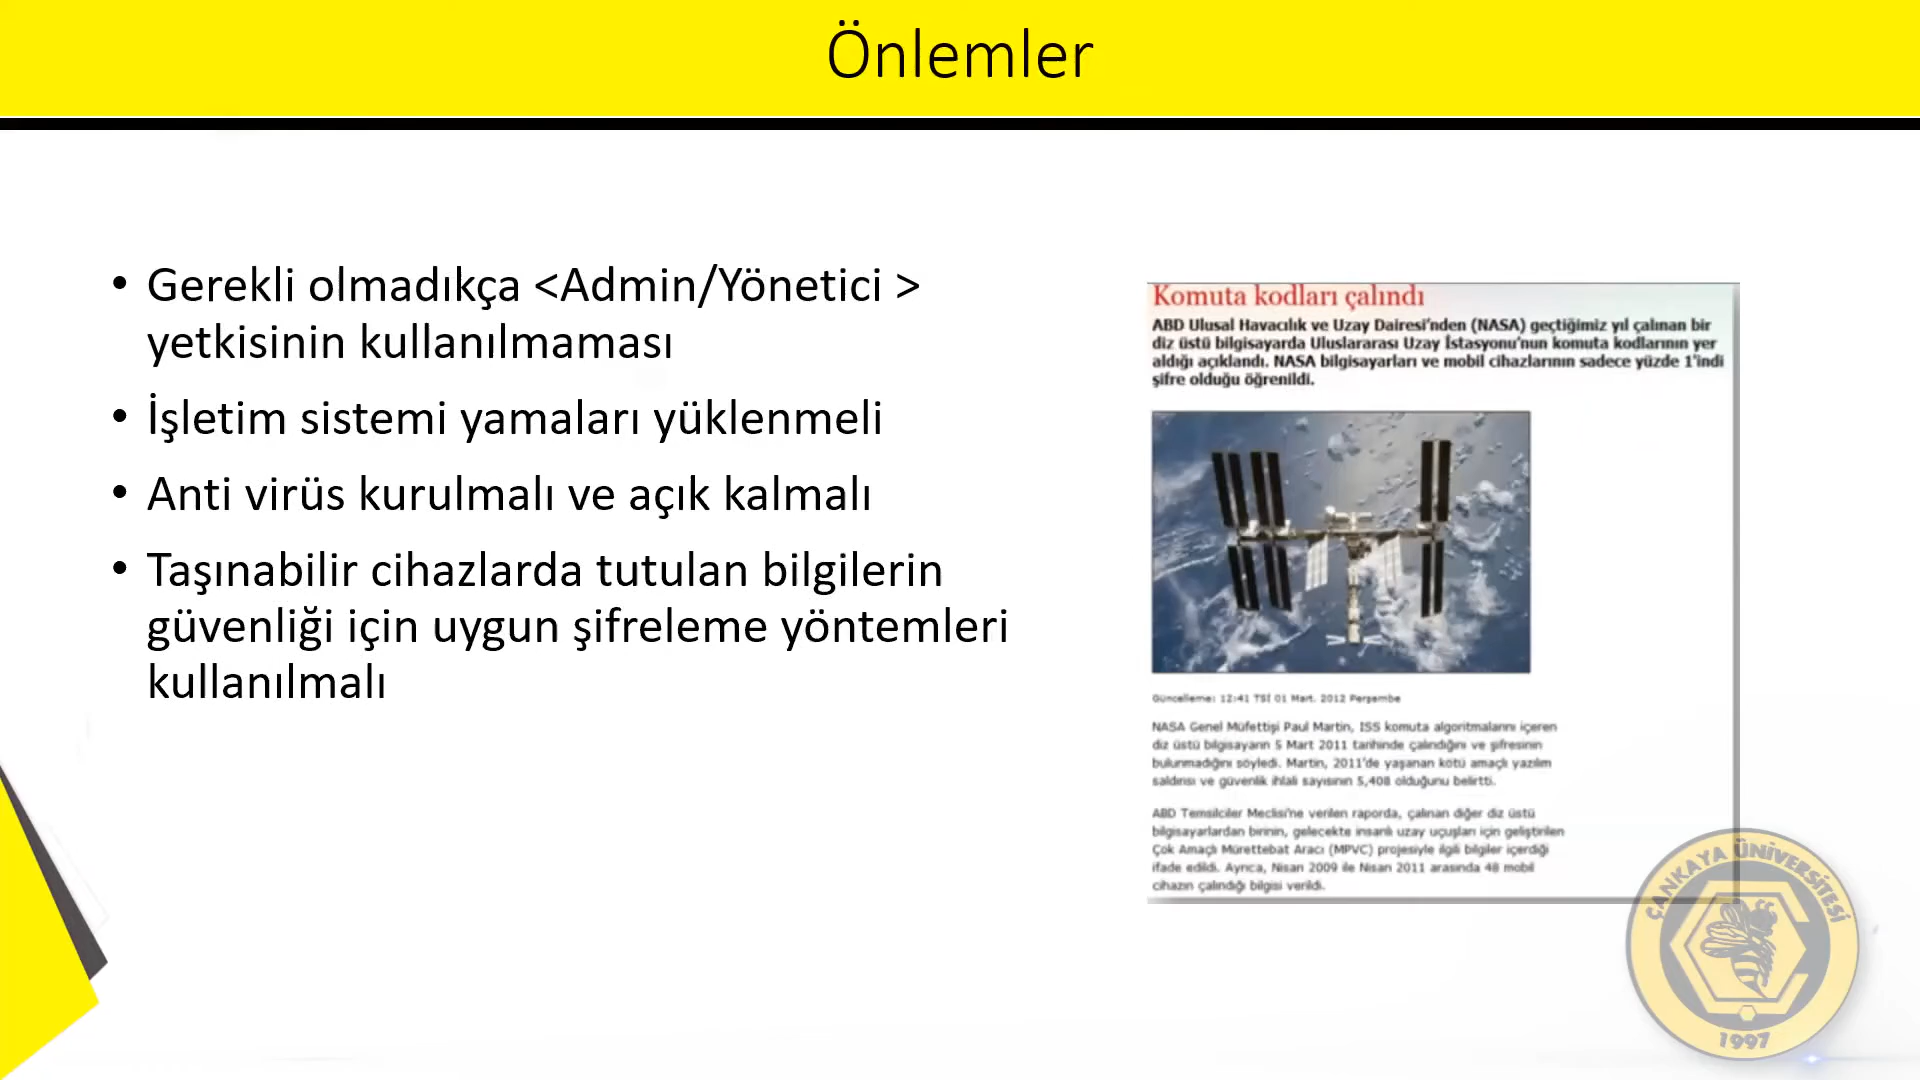 Önlemler
• Gerekli olmadıkça <Admin/Yönetici >
yetkisinin kullanılmaması
• İşletim sistemi yamaları yüklenmeli
• Anti virüs kurulmalı ve açık kalmalı
• Taşınabilir cihazlarda tutulan bilgilerin
güvenliği için uygun şifreleme yöntemleri
kullanılmalı
Komuta kodları çalındı
ABD Ulusal Havacılık ve Uzay Dairesi'nden (NASA) geçtiğimiz yıl çalınan bir
diz üstü bilgisayarda Uluslararası Uzay İstasyonu'nun komuta kodlarının yer
aldığı açıklandı. NASA bilgisayarları ve mobil cihazlarının sadece yüzde 1'indi
şifre olduğu öğrenildi.
Güncelleme: 12:41 TSİ 01 Mart. 2012 Perşembe
NASA Genel Müfettişi Paul Martin, ISS komuta algoritmalarını içeren
diz üstü bilgisayarın 5 Mart 2011 tarihinde çalındığını ve şifresinin
bulunmadığını söyledi. Martin, 2011'de yaşanan kötü amaçlı yazılım
saldırısı ve güvenlik ihlali sayısının 5,408 olduğunu belirtti.
ABD Temsilciler Meclisi'ne verilen raporda, çalınan diğer diz üstü
bilgisayarlardan birinin, gelecekte insanlı uzay uçuşları için geliştirilen
Çok Amaçlı Mürettebat Aracı (MPVC) projesiyle ilgili bilgiler içerdiği
ifade edildi. Ayrıca, Nisan 2009 ile Nisan 2011 arasında 48 mobil
cihazın çalındığı bilgisi verildi.
ÇANKAYA ÜNİVERSİTESİ
1997